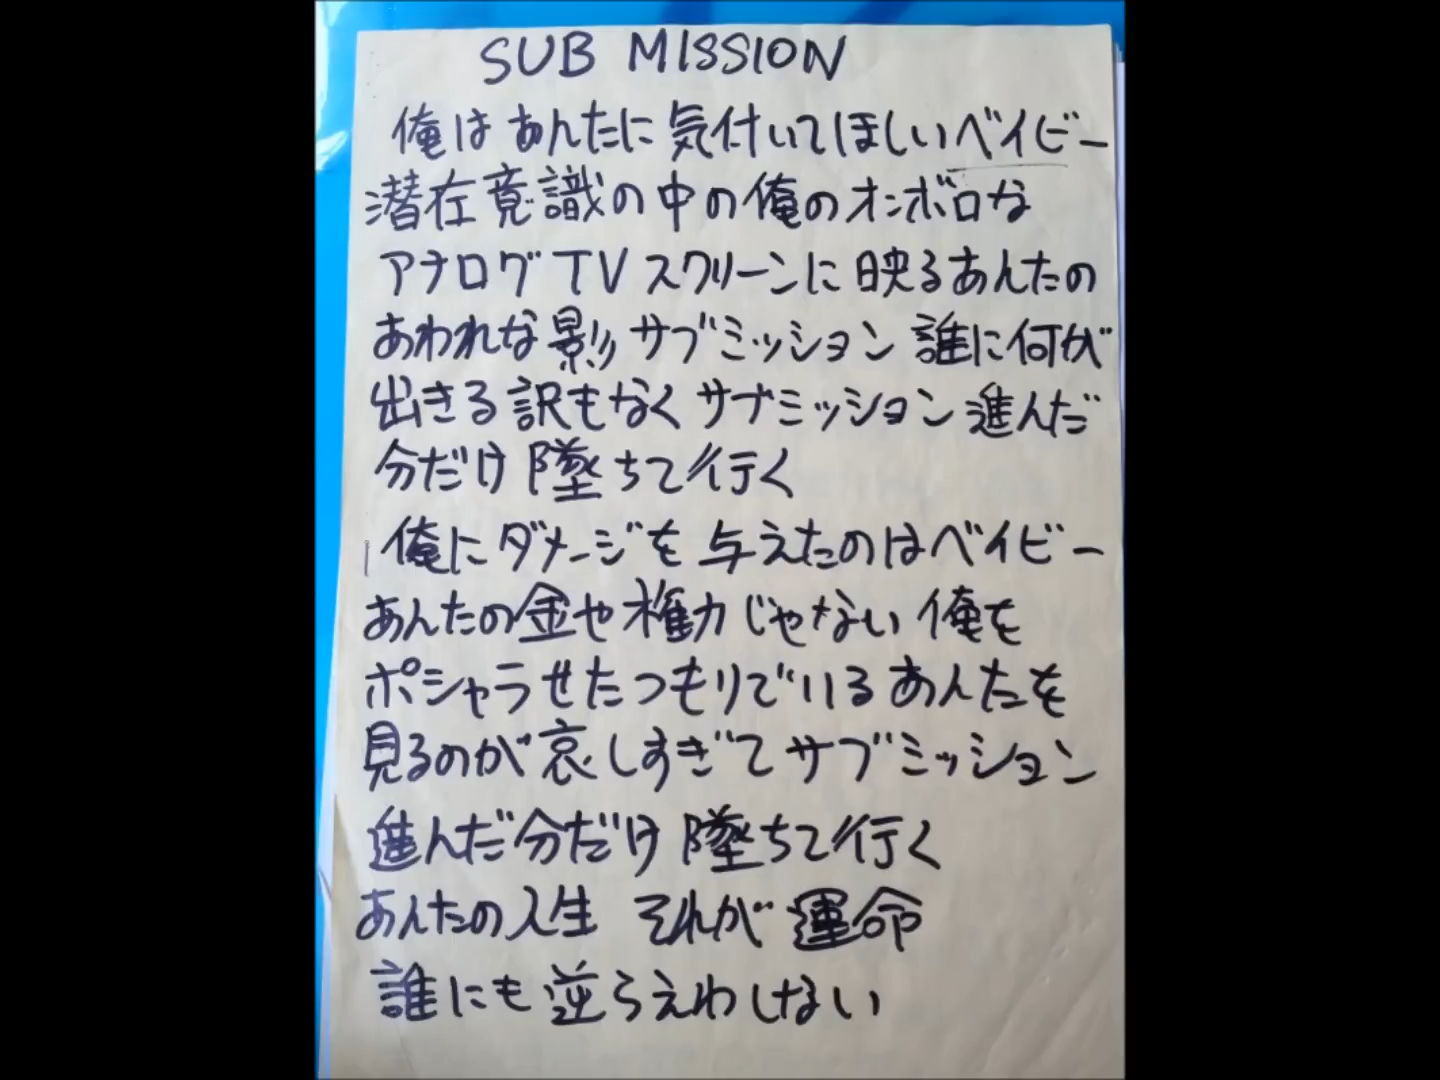 SUB MISSION
俺はあんたに気付いてほしいベイビー
潜在意識の中の俺のオンボロな
アナログTVスクリーンに映るあんたの
あわれな影 サブミッション 誰に何が
出きる訳もなく サブミッション 進んだ
分だけ墜ちて行く
俺にダメージを与えたのはベイビー
あんたの金や権力じゃない 俺を
ポシャラせたつもりでいるあんたを
見るのが哀しすぎて サブミッション
進んだ分だけ墜ちて行く
あんたの人生 それが運命
誰にも逆らえわしない